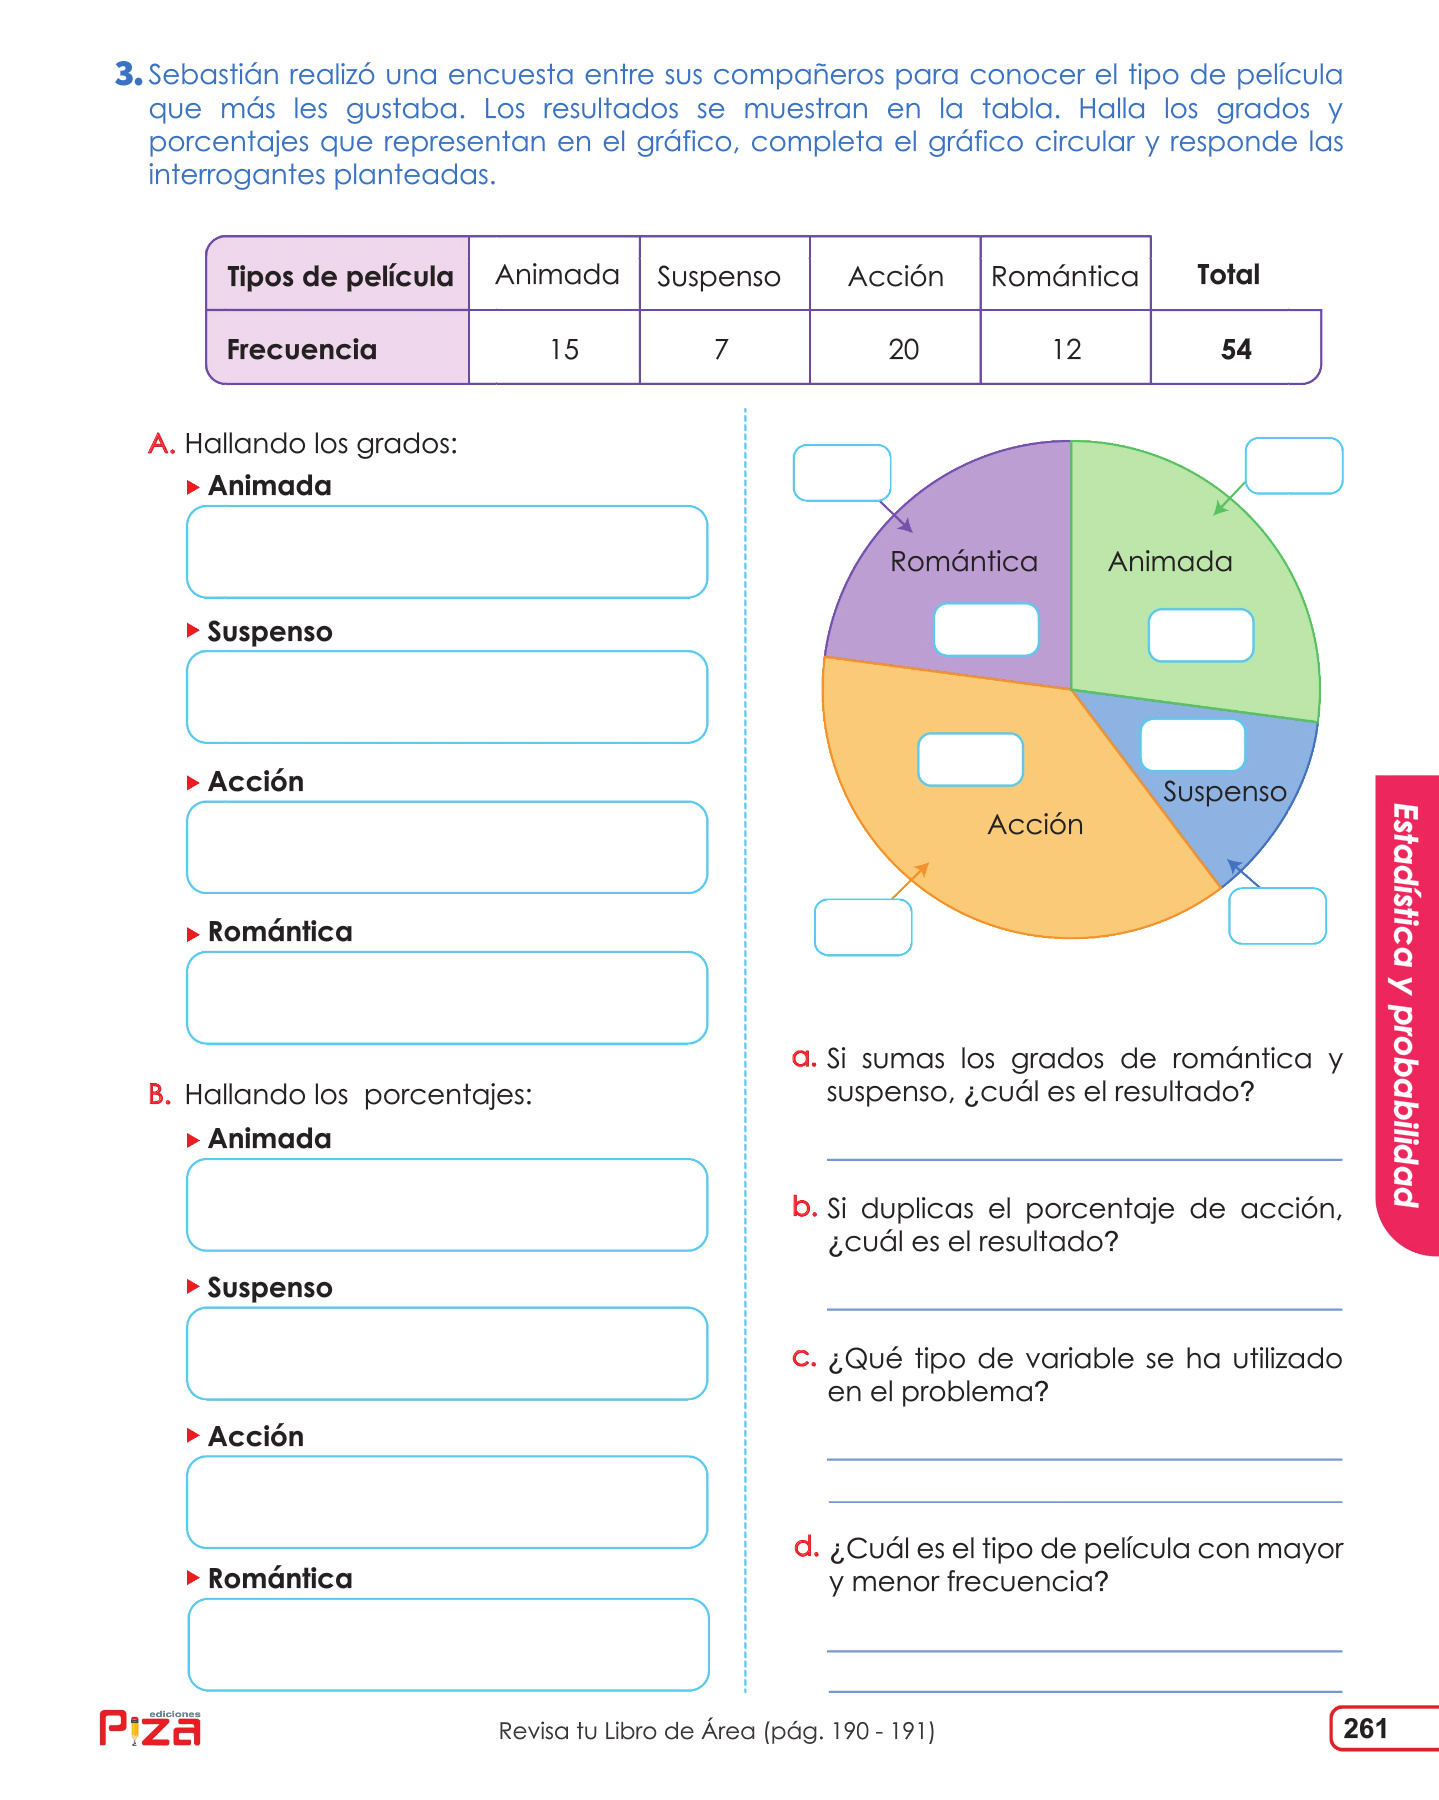 3. Sebastián realizó una encuesta entre sus compañeros para conocer el tipo de película
que más les gustaba. Los resultados se muestran en la tabla. Halla los grados y
porcentajes que representan en el gráfico, completa el gráfico circular y responde las
interrogantes planteadas.
Tipos de película Animada Suspenso Acción Romántica Total
Frecuencia 15 7 20 12 54
A. Hallando los grados:
Animada
Suspenso
Acción
Romántica
B. Hallando los porcentajes:
Animada
Suspenso
Acción
Romántica
Romántica Animada
Suspenso
Acción
a. Si sumas los grados de romántica y
suspenso, ¿cuál es el resultado?
b. Si duplicas el porcentaje de acción,
¿cuál es el resultado?
c. ¿Qué tipo de variable se ha utilizado
en el problema?
d. ¿Cuál es el tipo de película con mayor
y menor frecuencia?
Estadística y probabilidad
ediciones
Piza
Revisa tu Libro de Área (pág. 190 - 191)
261